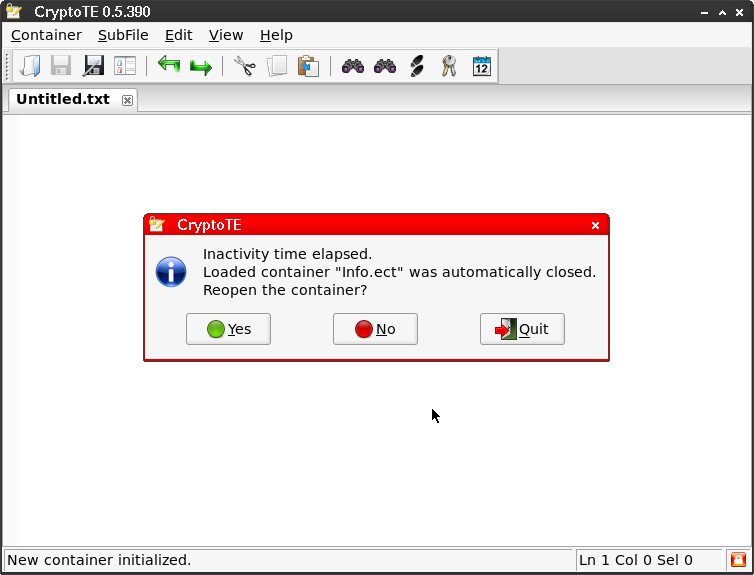 CryptoTE 0.5.390
Container SubFile Edit View Help
12
Untitled.txt
CryptoTE
Inactivity time elapsed.
Loaded container "Info.ect" was automatically closed.
Reopen the container?
Yes No Quit
New container initialized. Ln 1 Col 0 Sel 0